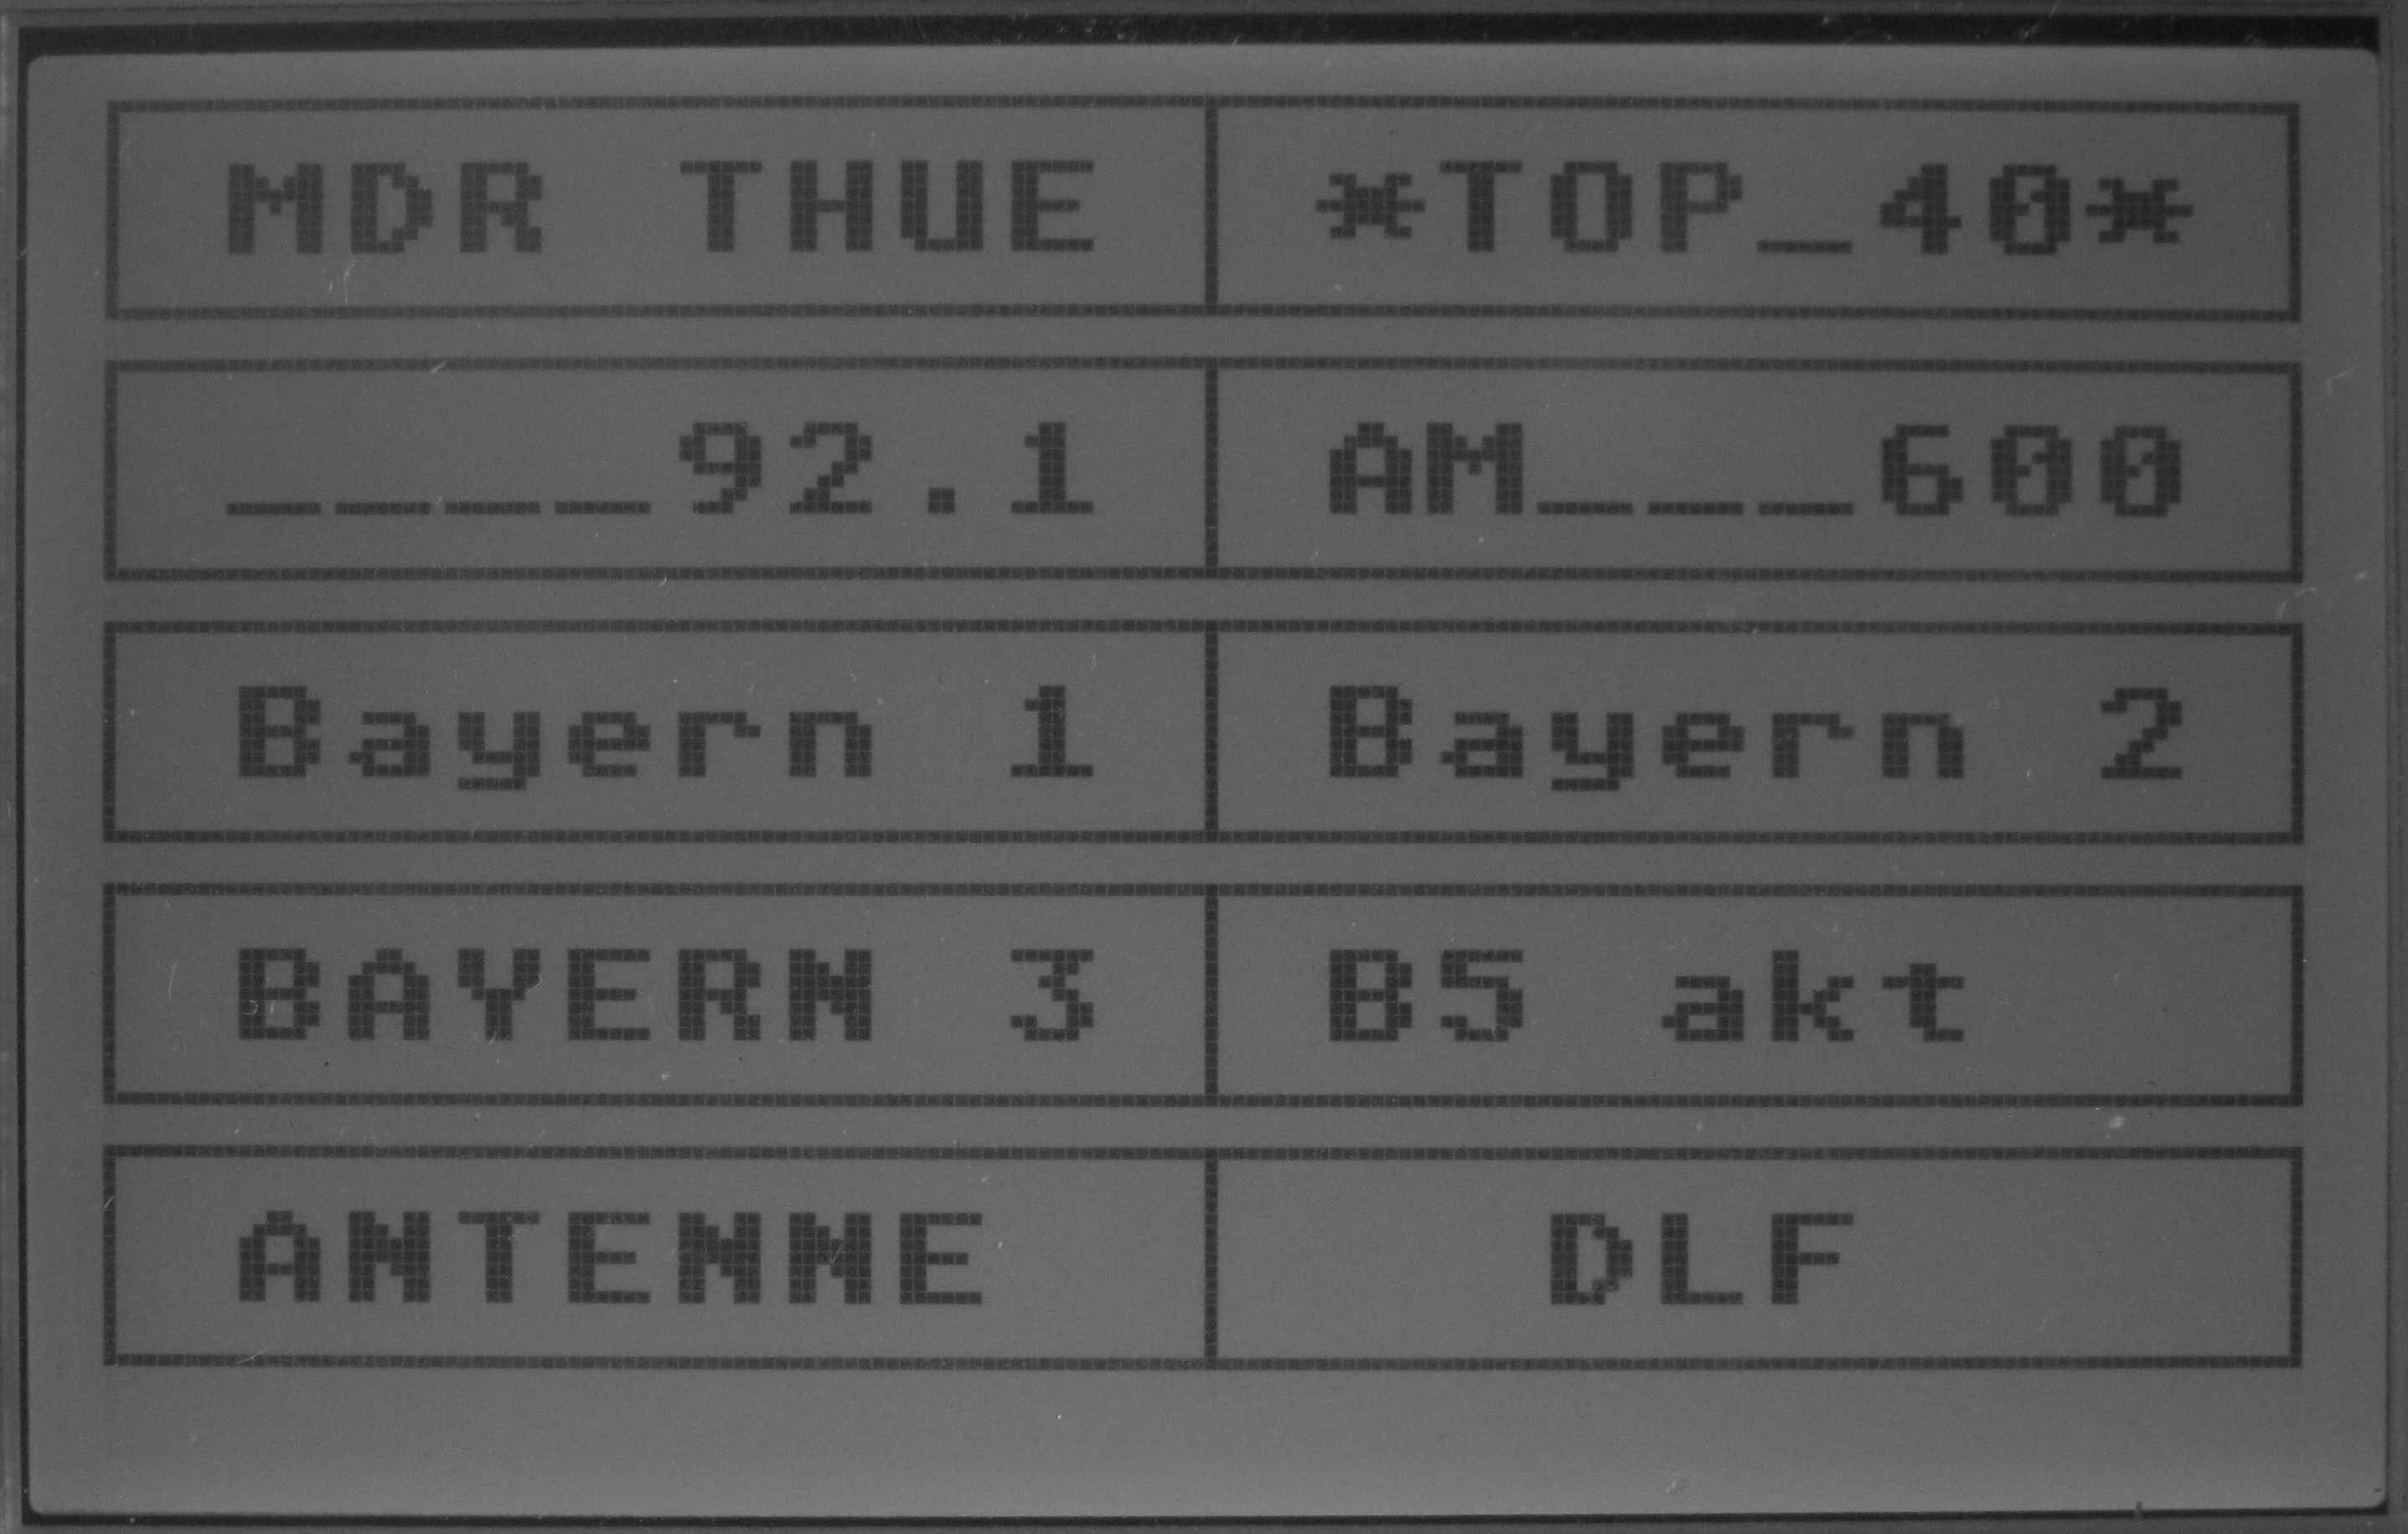 MDR THUE *TOP_40*
____92.1 AM___600
Bayern 1 Bayern 2
BAYERN 3 B5 akt
ANTENNE DLF